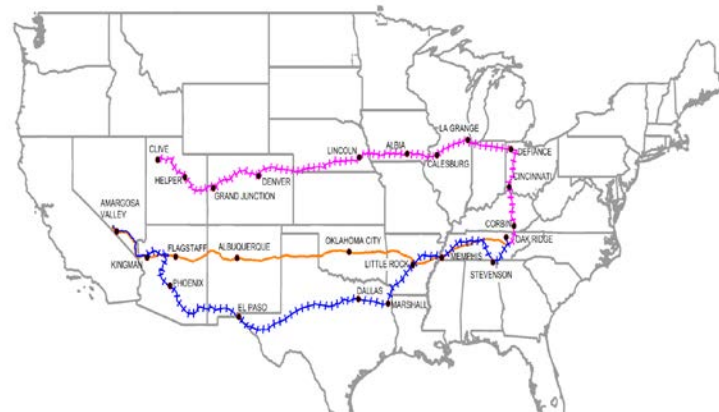 LA GRANGE
CLIVE
LINCOLN
ALBIA
DEFIANCE
GALESBURG
HELPER
DENVER
GRAND JUNCTION
CINCINNATI
AMARGOSA
VALLEY
CORBIN
OAK RIDGE
FLAGSTAFF
ALBUQUERQUE
OKLAHOMA CITY
KINGMAN
LITTLE ROCK
MEMPHIS
STEVENSON
PHOENIX
DALLAS
EL PASO
MARSHALL